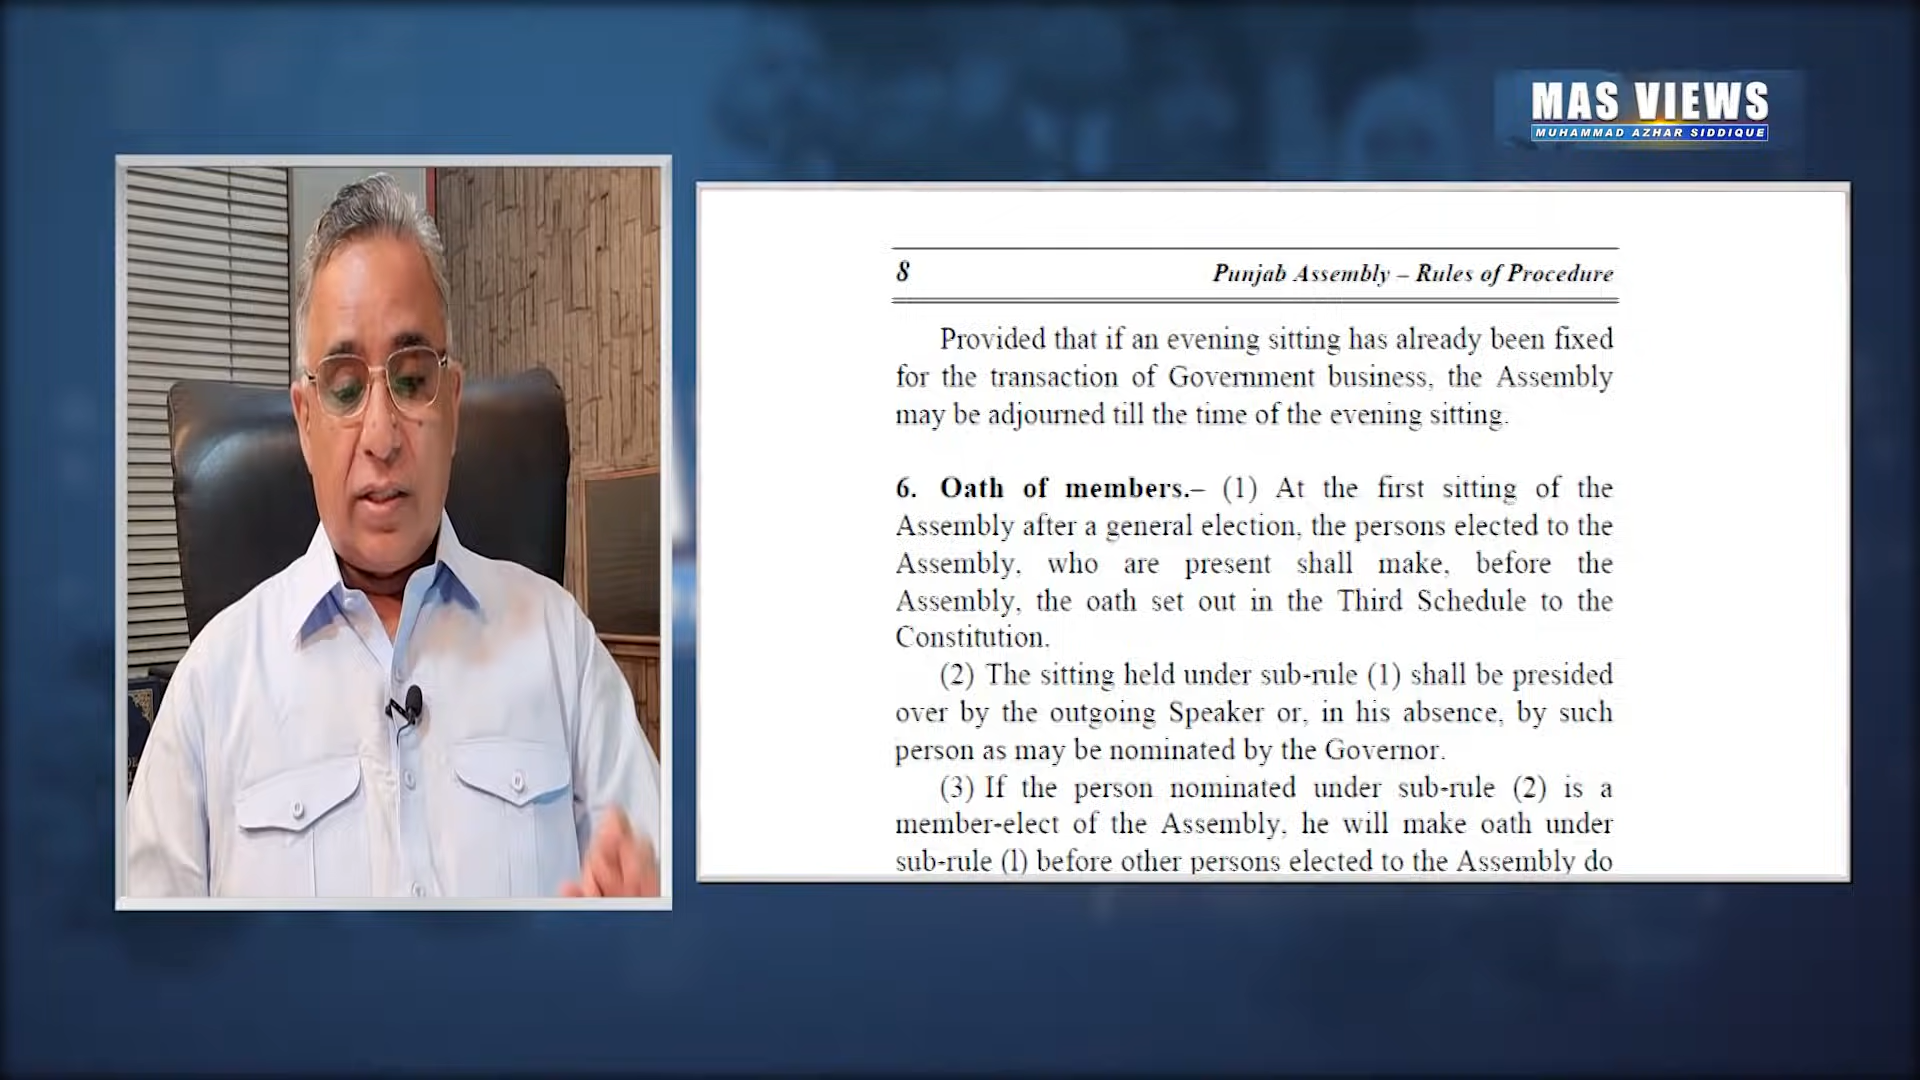 MAS VIEWS
MUHAMMAD AZHAR SIDDIQUE
8 Punjab Assembly – Rules of Procedure
Provided that if an evening sitting has already been fixed
for the transaction of Government business, the Assembly
may be adjourned till the time of the evening sitting.
6. Oath of members.– (1) At the first sitting of the
Assembly after a general election, the persons elected to the
Assembly, who are present shall make, before the
Assembly, the oath set out in the Third Schedule to the
Constitution.
(2) The sitting held under sub-rule (1) shall be presided
over by the outgoing Speaker or, in his absence, by such
person as may be nominated by the Governor.
(3) If the person nominated under sub-rule (2) is a
member-elect of the Assembly, he will make oath under
sub-rule (1) before other persons elected to the Assembly do